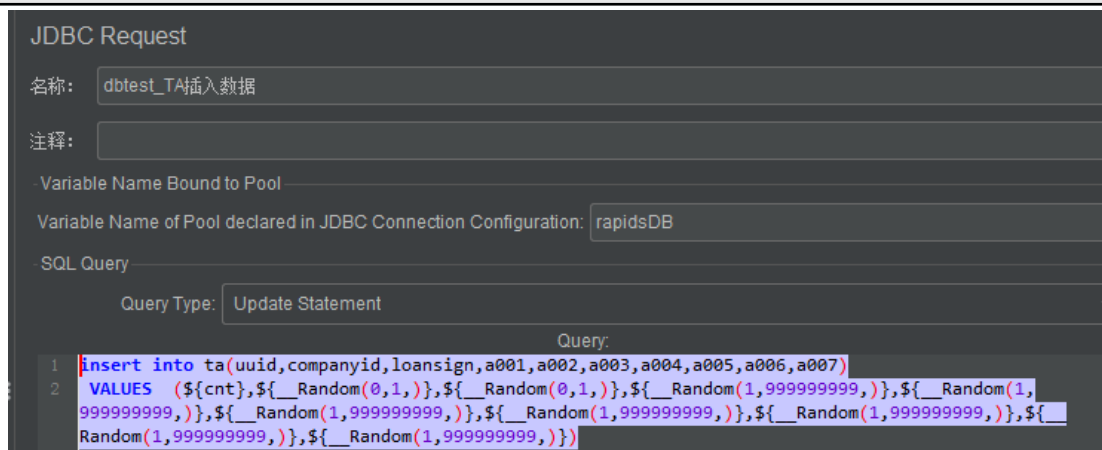 JDBC Request
名称: dbtest_TA插入数据
注释:
Variable Name Bound to Pool
Variable Name of Pool declared in JDBC Connection Configuration: rapidsDB
SQL Query
Query Type: Update Statement
Query:
1 insert into ta(uuid,companyid,loansign,a001,a002,a003,a004,a005,a006,a007)
2 VALUES (${cnt},${__Random(0,1,)},${__Random(0,1,)},${__Random(1,999999999,)},${__Random(1,
999999999,)},${__Random(1,999999999,)},${__Random(1,999999999,)},${__Random(1,999999999,)},${__
Random(1,999999999,)},${__Random(1,999999999,)})